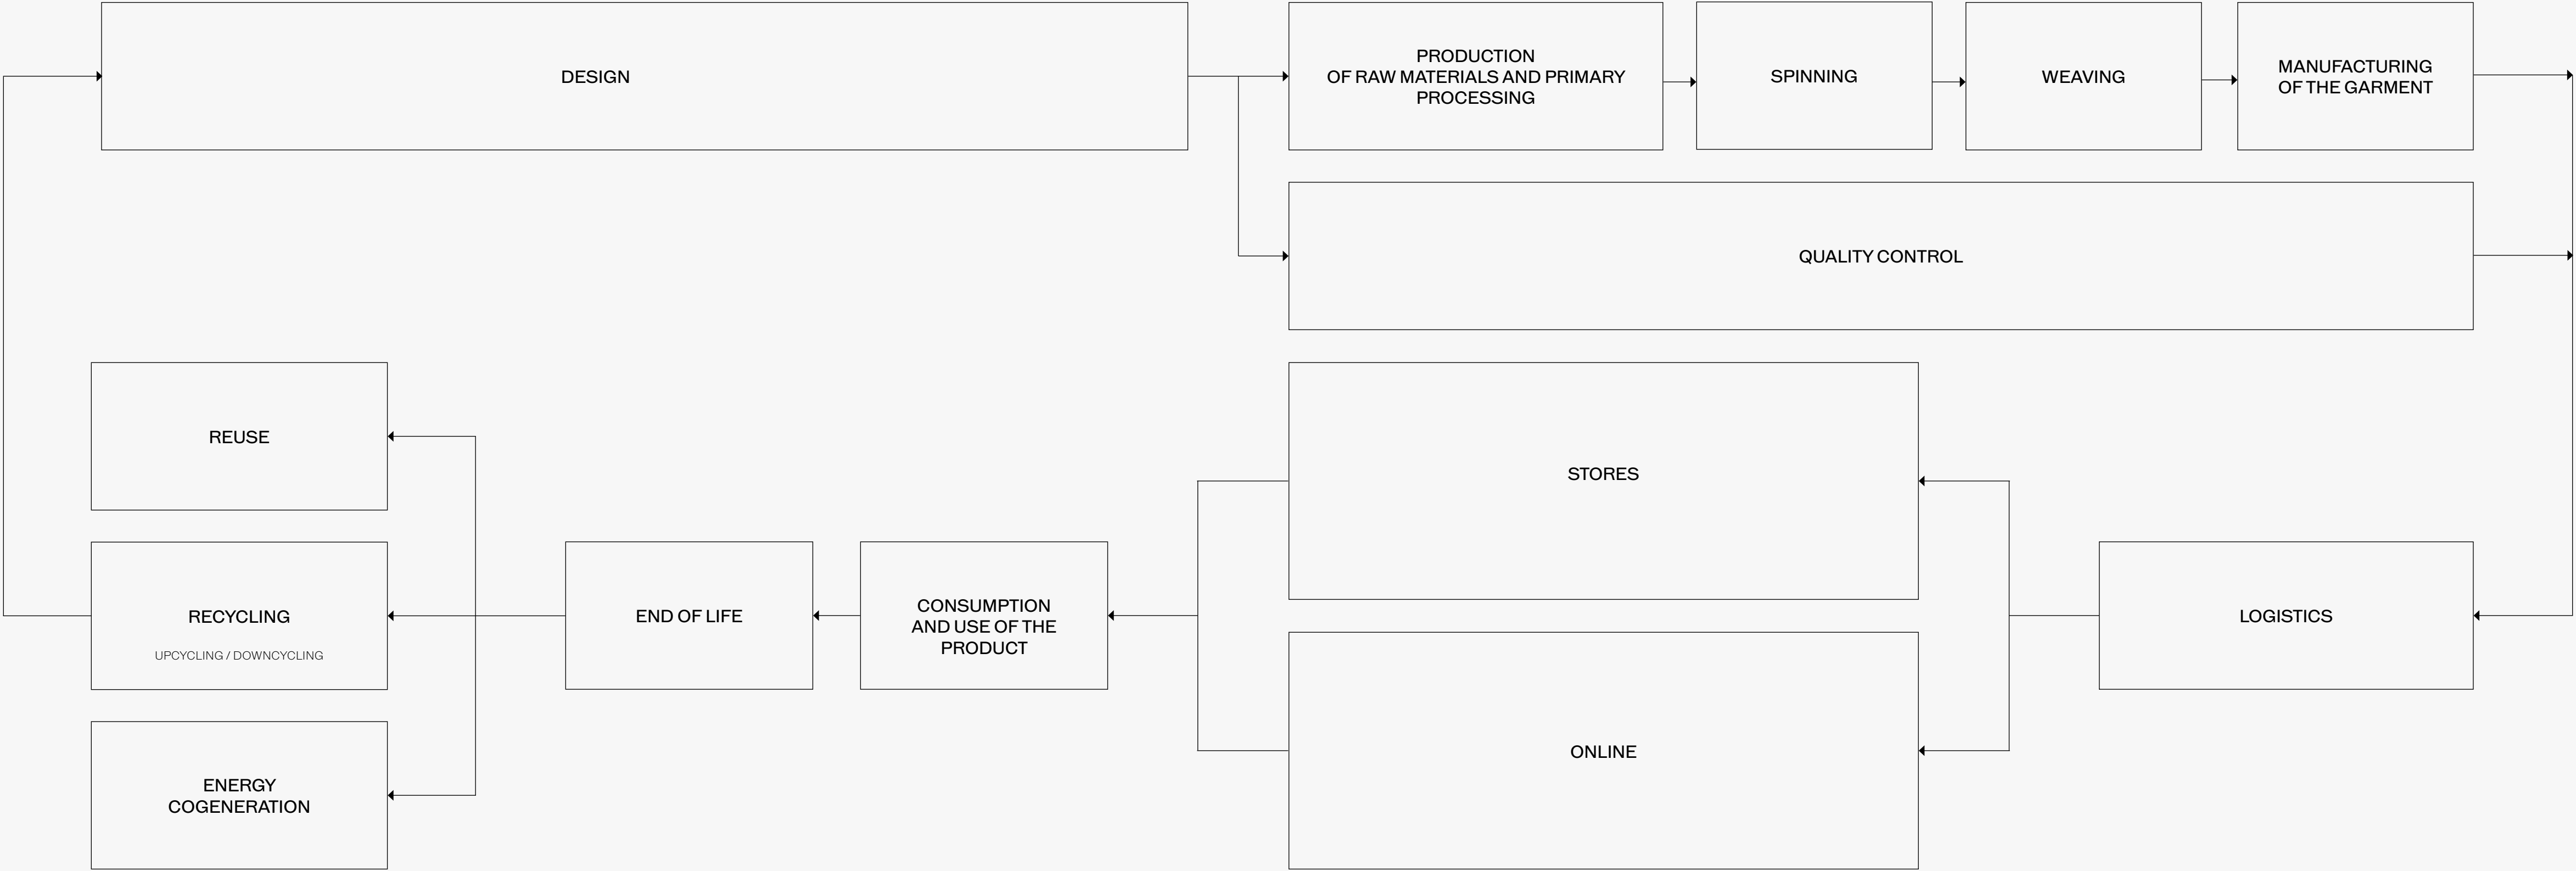 DESIGN
PRODUCTION
OF RAW MATERIALS AND PRIMARY
PROCESSING
SPINNING
WEAVING
MANUFACTURING
OF THE GARMENT
QUALITY CONTROL
REUSE
STORES
RECYCLING
UPCYCLING / DOWNCYCLING
END OF LIFE
CONSUMPTION
AND USE OF THE
PRODUCT
LOGISTICS
ENERGY
COGENERATION
ONLINE